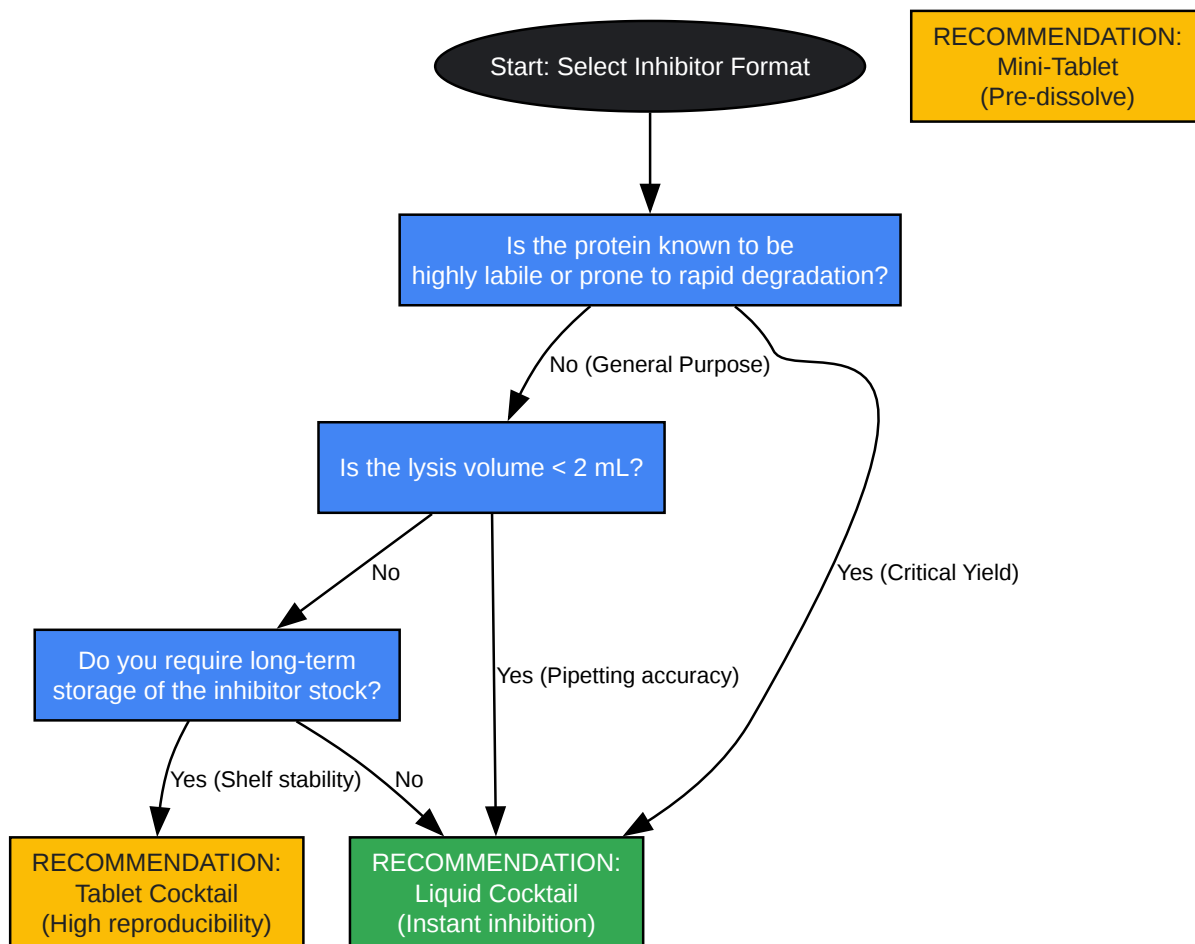 Start: Select Inhibitor Format
RECOMMENDATION:
Mini-Tablet
(Pre-dissolve)
Is the protein known to be
highly labile or prone to rapid degradation?
No (General Purpose)
Is the lysis volume < 2 mL?
No
Yes (Critical Yield)
Do you require long-term
storage of the inhibitor stock?
Yes (Pipetting accuracy)
Yes (Shelf stability)
No
RECOMMENDATION:
Tablet Cocktail
(High reproducibility)
RECOMMENDATION:
Liquid Cocktail
(Instant inhibition)